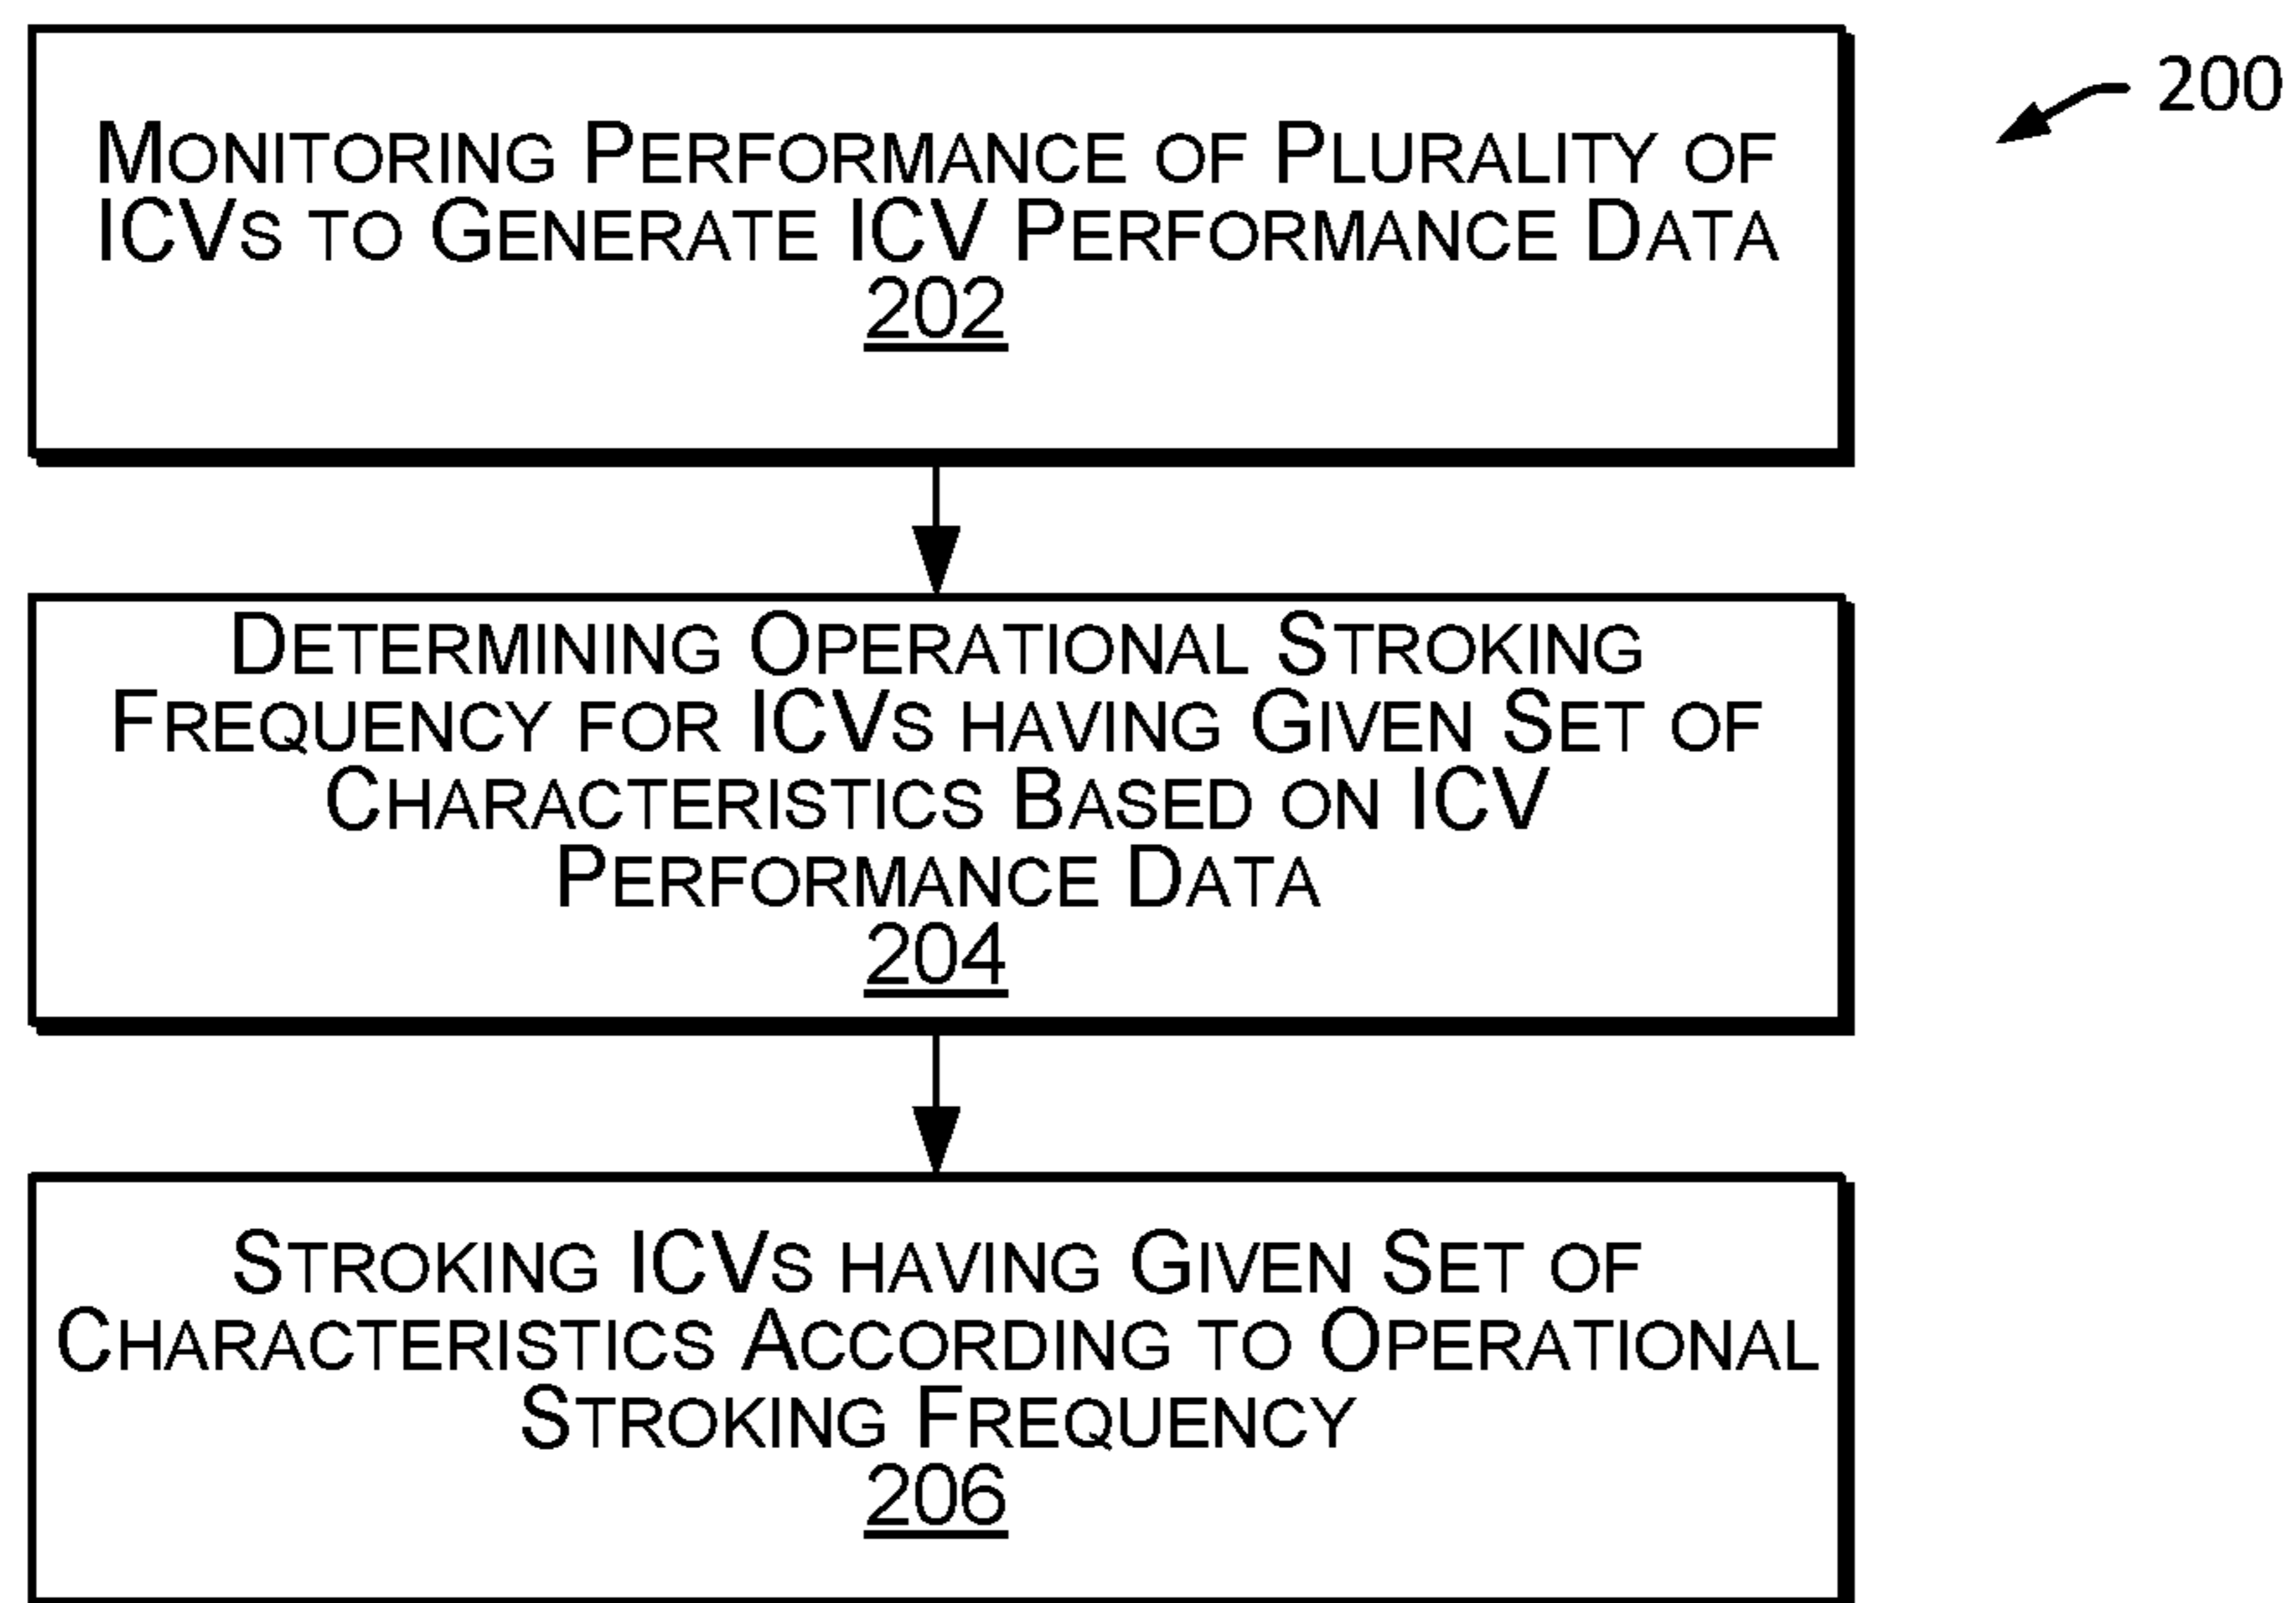 200
MONITORING PERFORMANCE OF PLURALITY OF
ICVS TO GENERATE ICV PERFORMANCE DATA
202
DETERMINING OPERATIONAL STROKING
FREQUENCY FOR ICVS HAVING GIVEN SET OF
CHARACTERISTICS BASED ON ICV
PERFORMANCE DATA
204
STROKING ICVS HAVING GIVEN SET OF
CHARACTERISTICS ACCORDING TO OPERATIONAL
STROKING FREQUENCY
206